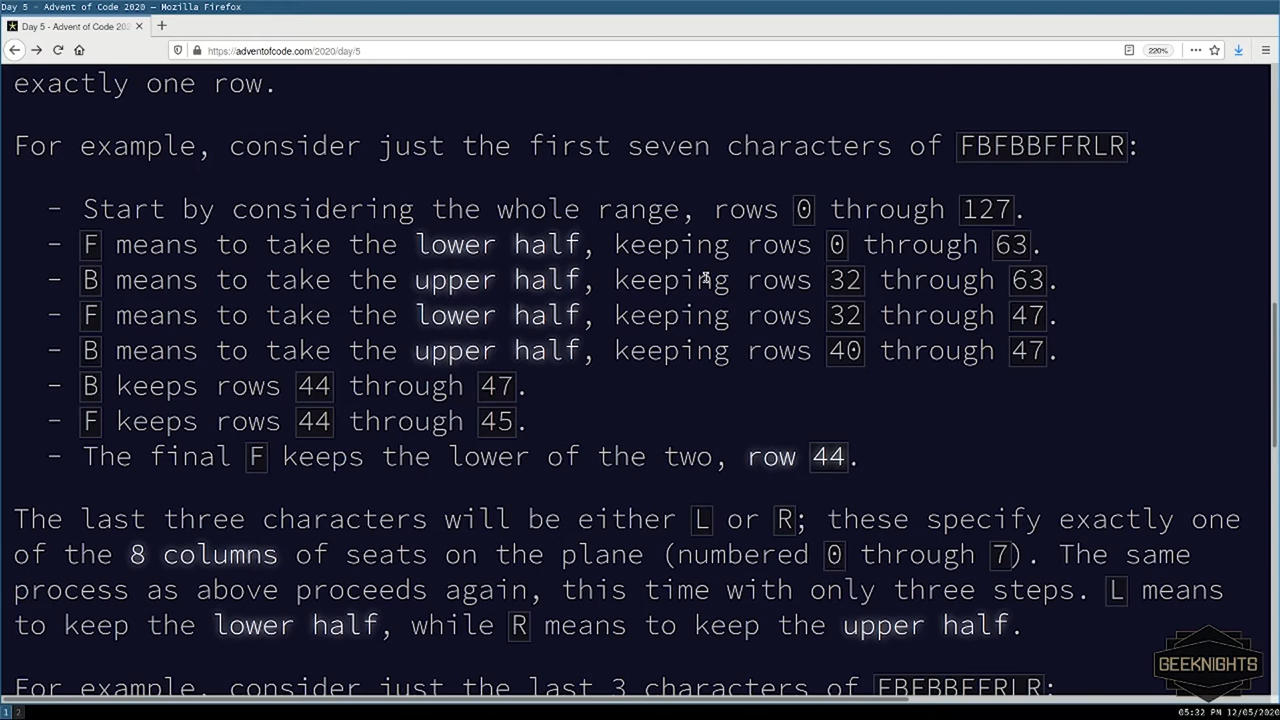 Day 5 - Advent of Code 2020 - Mozilla Firefox
Day 5 - Advent of Code 202
https://adventofcode.com/2020/day/5
220%
exactly one row.
For example, consider just the first seven characters of FBFBBFFRLR:
- Start by considering the whole range, rows 0 through 127.
- F means to take the lower half, keeping rows 0 through 63.
- B means to take the upper half, keeping rows 32 through 63.
- F means to take the lower half, keeping rows 32 through 47.
- B means to take the upper half, keeping rows 40 through 47.
- B keeps rows 44 through 47.
- F keeps rows 44 through 45.
- The final F keeps the lower of the two, row 44.
The last three characters will be either L or R; these specify exactly one
of the 8 columns of seats on the plane (numbered 0 through 7). The same
process as above proceeds again, this time with only three steps. L means
to keep the lower half, while R means to keep the upper half.
For example, consider just the last 3 characters of FBFBBFFRLR:
GEEKNIGHTS
1 2
05:32 PM 12/05/2020